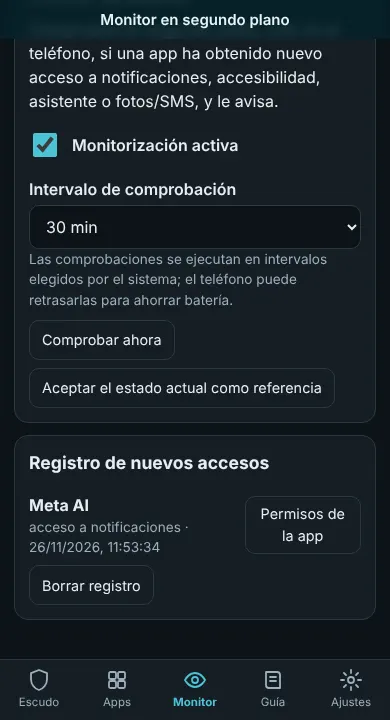 Monitor en segundo plano
teléfono, si una app ha obtenido nuevo
acceso a notificaciones, accesibilidad,
asistente o fotos/SMS, y le avisa.
Monitorización activa
Intervalo de comprobación
30 min
Las comprobaciones se ejecutan en intervalos
elegidos por el sistema; el teléfono puede
retrasarlas para ahorrar batería.
Comprobar ahora
Aceptar el estado actual como referencia
Registro de nuevos accesos
Meta AI
acceso a notificaciones ·
26/11/2026, 11:53:34
Permisos de
la app
Borrar registro
Escudo
Apps
Monitor
Guía
Ajustes